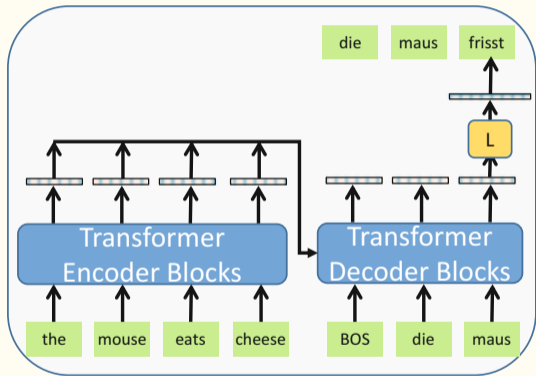 die maus frisst
L
Transformer
Encoder Blocks
Transformer
Decoder Blocks
the mouse eats cheese
BOS die maus